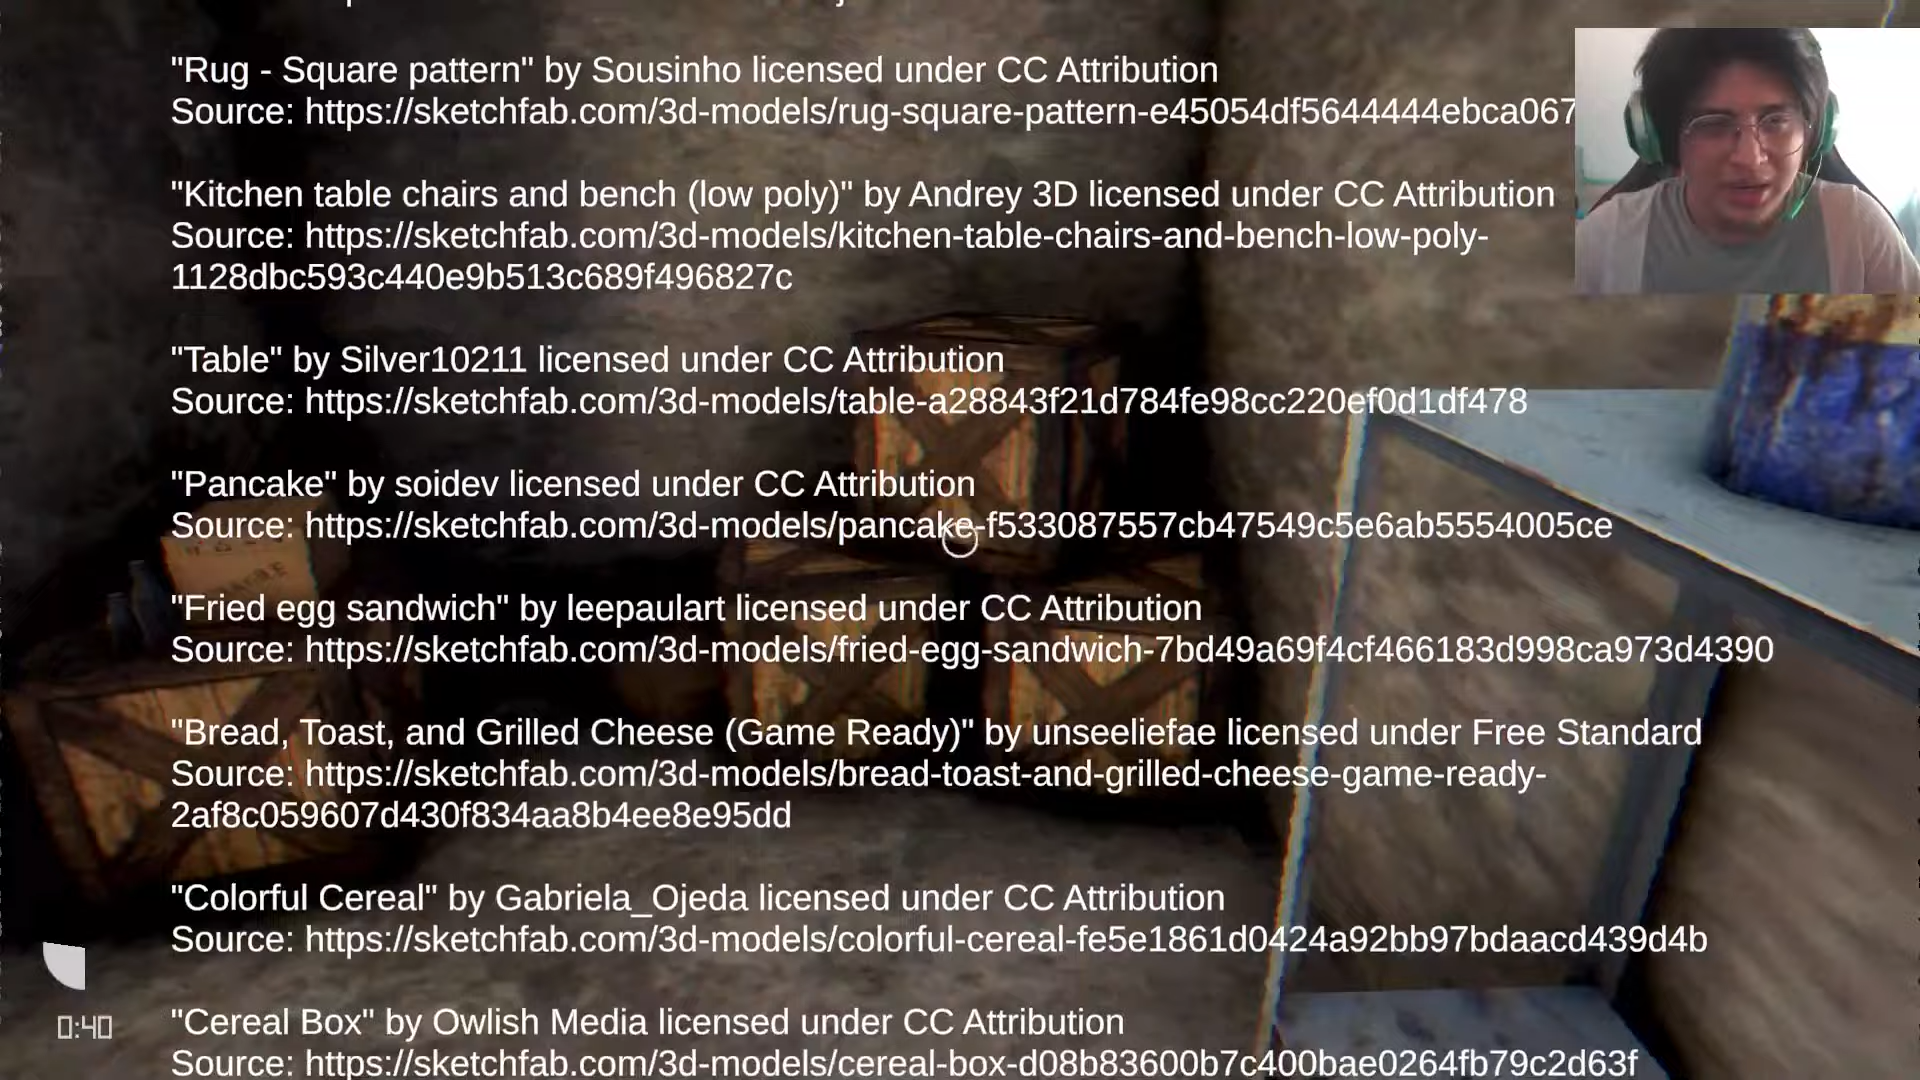 "Rug - Square pattern" by Sousinho licensed under CC Attribution
Source: https://sketchfab.com/3d-models/rug-square-pattern-e45054df5644444ebca067
"Kitchen table chairs and bench (low poly)" by Andrey 3D licensed under CC Attribution
Source: https://sketchfab.com/3d-models/kitchen-table-chairs-and-bench-low-poly-
1128dbc593c440e9b513c689f496827c
"Table" by Silver10211 licensed under CC Attribution
Source: https://sketchfab.com/3d-models/table-a28843f21d784fe98cc220ef0d1df478
"Pancake" by soidev licensed under CC Attribution
Source: https://sketchfab.com/3d-models/pancake-f533087557cb47549c5e6ab5554005ce
"Fried egg sandwich" by leepaulart licensed under CC Attribution
Source: https://sketchfab.com/3d-models/fried-egg-sandwich-7bd49a69f4cf466183d998ca973d4390
"Bread, Toast, and Grilled Cheese (Game Ready)" by unseeliefae licensed under Free Standard
Source: https://sketchfab.com/3d-models/bread-toast-and-grilled-cheese-game-ready-
2af8c059607d430f834aa8b4ee8e95dd
"Colorful Cereal" by Gabriela_Ojeda licensed under CC Attribution
Source: https://sketchfab.com/3d-models/colorful-cereal-fe5e1861d0424a92bb97bdaacd439d4b
0:40
"Cereal Box" by Owlish Media licensed under CC Attribution
Source: https://sketchfab.com/3d-models/cereal-box-d08b83600b7c400bae0264fb79c2d63f